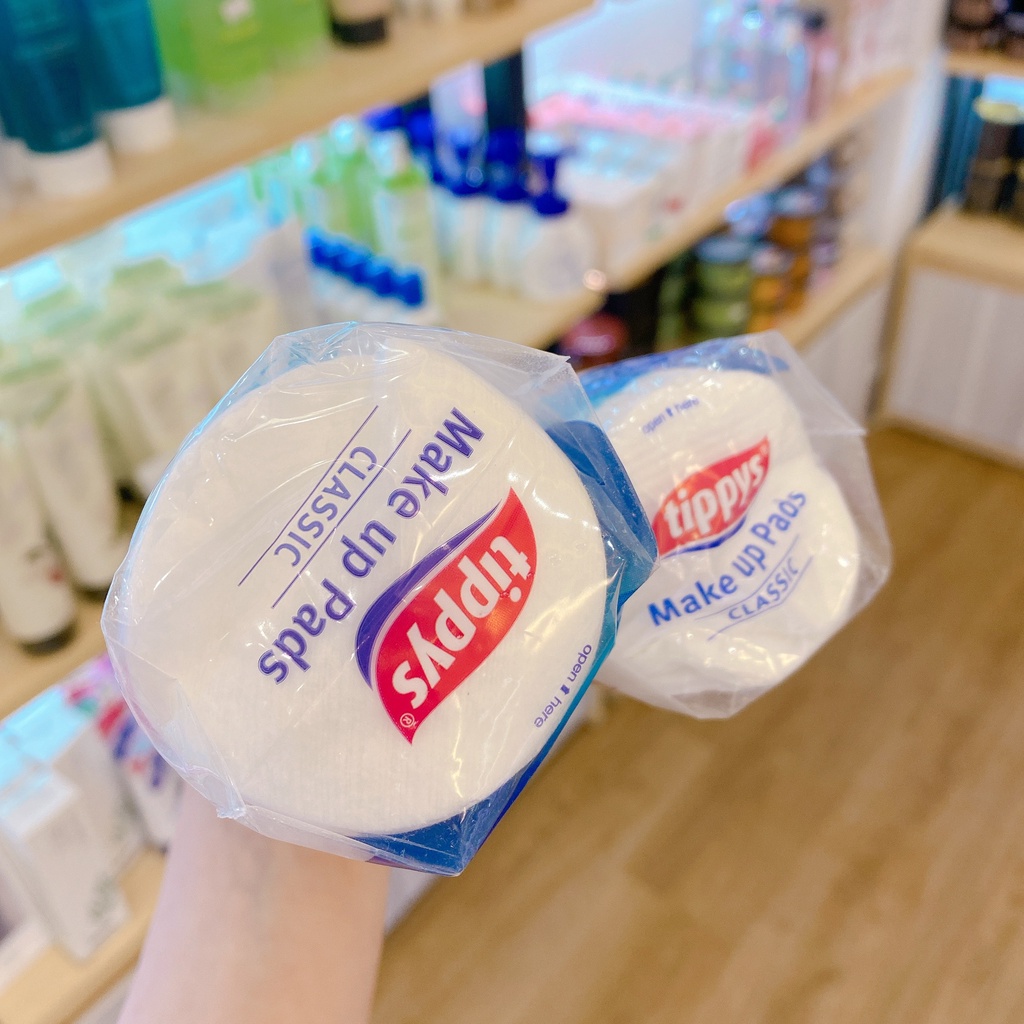 tippys®
Make up Pads
CLASSIC
open here
open here
tippys®
Make up Pads
CLASSIC